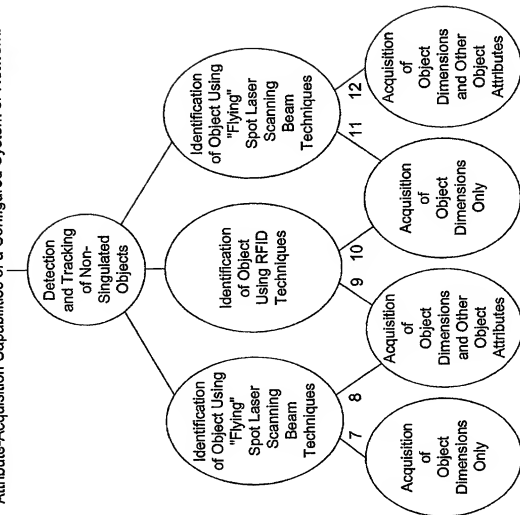 Attribute-Acquisition Capabilities of a Configured System or Network
Detection
and Tracking
of Non-
Singulated
Objects
Identification
of Object Using
"Flying"
Spot Laser
Scanning
Beam
Techniques
Identification
of Object
Using RFID
Techniques
Identification
of Object Using
"Flying"
Spot Laser
Scanning
Beam
Techniques
7
8
9
10
11
12
Acquisition
of
Object
Dimensions
Only
Acquisition
of
Object
Dimensions
and Other
Object
Attributes
Acquisition
of
Object
Dimensions
Only
Acquisition
of
Object
Dimensions
and Other
Object
Attributes